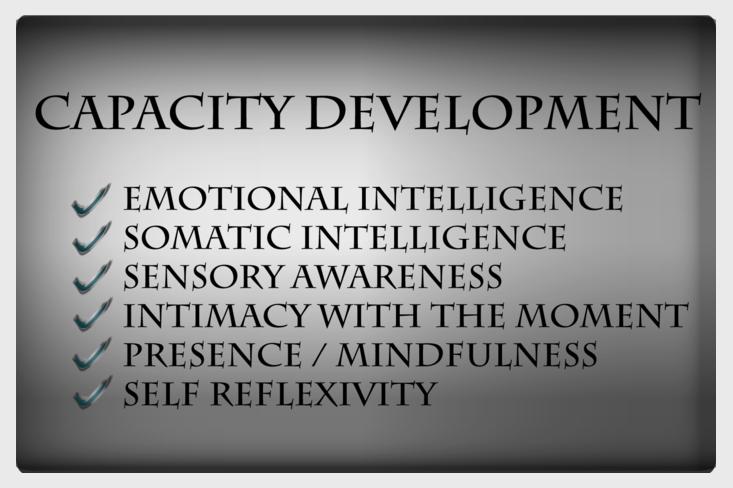 CAPACITY DEVELOPMENT
EMOTIONAL INTELLIGENCE
SOMATIC INTELLIGENCE
SENSORY AWARENESS
INTIMACY WITH THE MOMENT
PRESENCE / MINDFULNESS
SELF REFLEXIVITY